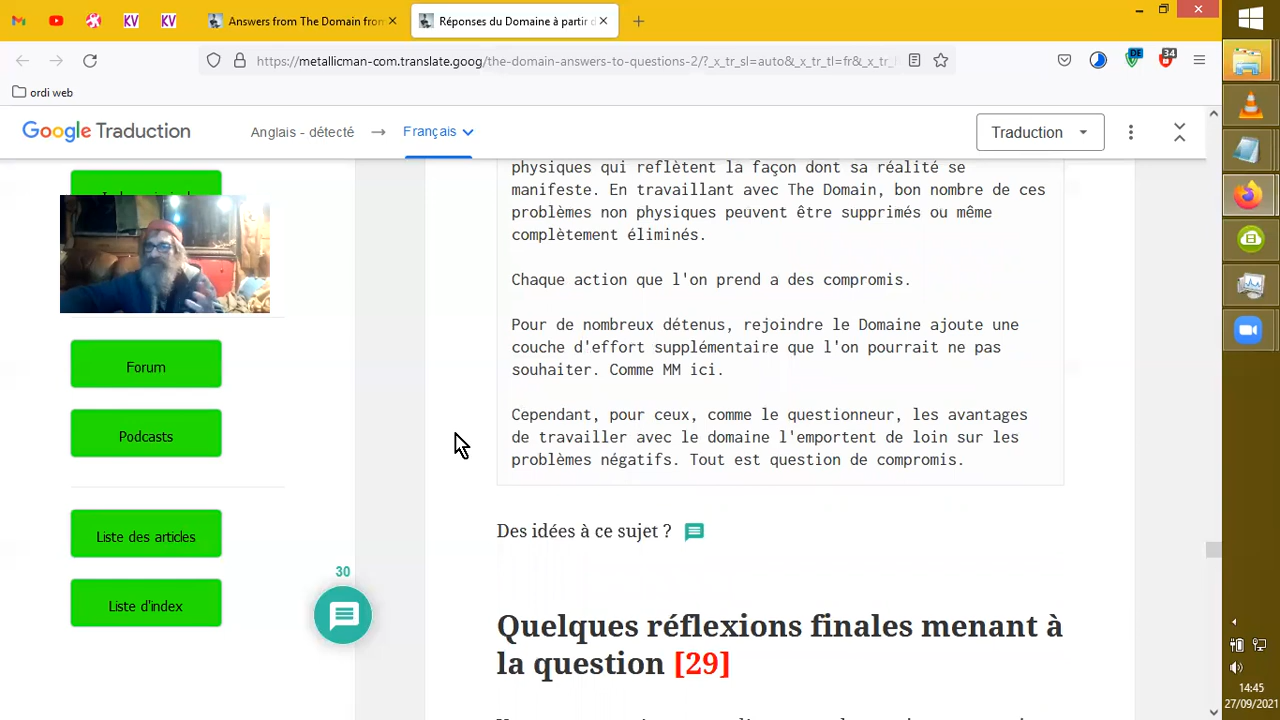 Answers from The Domain from
Réponses du Domaine à partir d
https://metallicman-com.translate.goog/the-domain-answers-to-questions-2/?_x_tr_sl=auto&_x_tr_tl=fr&_x_tr_
DE
34
ordi web
Google Traduction
Anglais - détecté
Français
Traduction
physiques qui reflètent la façon dont sa réalité se
manifeste. En travaillant avec The Domain, bon nombre de ces
problèmes non physiques peuvent être supprimés ou même
complètement éliminés.
Chaque action que l'on prend a des compromis.
Pour de nombreux détenus, rejoindre le Domaine ajoute une
couche d'effort supplémentaire que l'on pourrait ne pas
souhaiter. Comme MM ici.
Cependant, pour ceux, comme le questionneur, les avantages
de travailler avec le domaine l'emportent de loin sur les
problèmes négatifs. Tout est question de compromis.
Des idées à ce sujet ?
Quelques réflexions finales menant à
la question [29]
Forum
Podcasts
Liste des articles
Liste d'index
30
14:45
27/09/2021